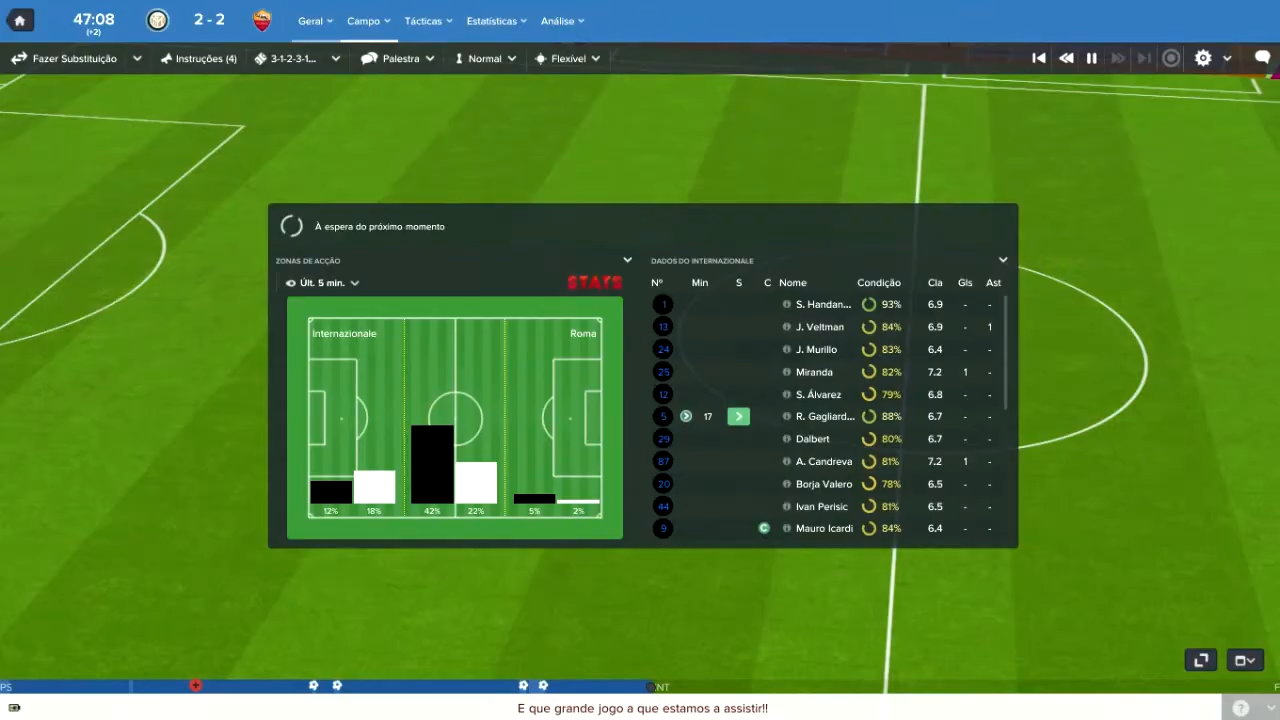 47:08
(+2)
2 - 2
Geral
Campo
Tácticas
Estatísticas
Análise
Fazer Substituição
Instruções (4)
3-1-2-3-1...
Palestra
Normal
Flexível
À espera do próximo momento
ZONAS DE ACÇÃO
Últ. 5 min.
STATS
Internazionale
Roma
12% 18% 42% 22% 5% 2%
DADOS DO INTERNAZIONALE
Nº Min S C Nome Condição Cla Gls Ast
1 S. Handan... 93% 6.9 - -
13 J. Veltman 84% 6.9 - 1
24 J. Murillo 83% 6.4 - -
25 Miranda 82% 7.2 1 -
12 S. Álvarez 79% 6.8 - -
5 17 R. Gagliard... 88% 6.7 - -
29 Dalbert 80% 6.7 - -
87 A. Candreva 81% 7.2 1 -
20 Borja Valero 78% 6.5 - -
44 Ivan Perisic 81% 6.5 - -
9 C Mauro Icardi 84% 6.4 - -
PS
NT
F
E que grande jogo a que estamos a assistir!!
?